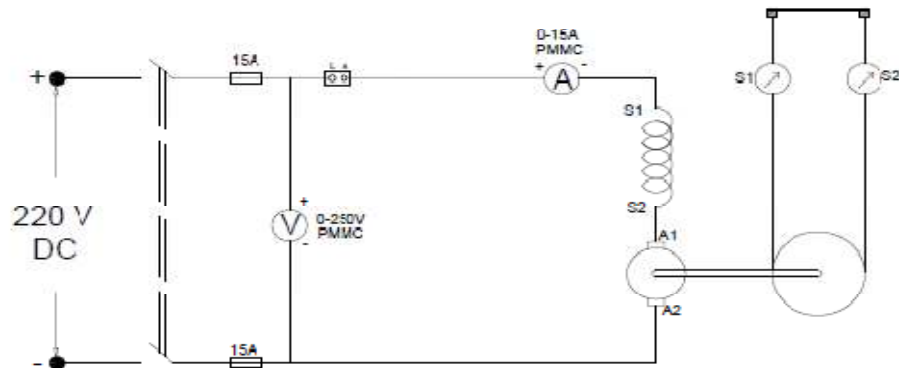 0-15A
PMMC
15A
L A
+ -
A
S1
S2
+
S1
220 V
DC
+
V
-
0-250V
PMMC
S2
A1
A2
15A
-